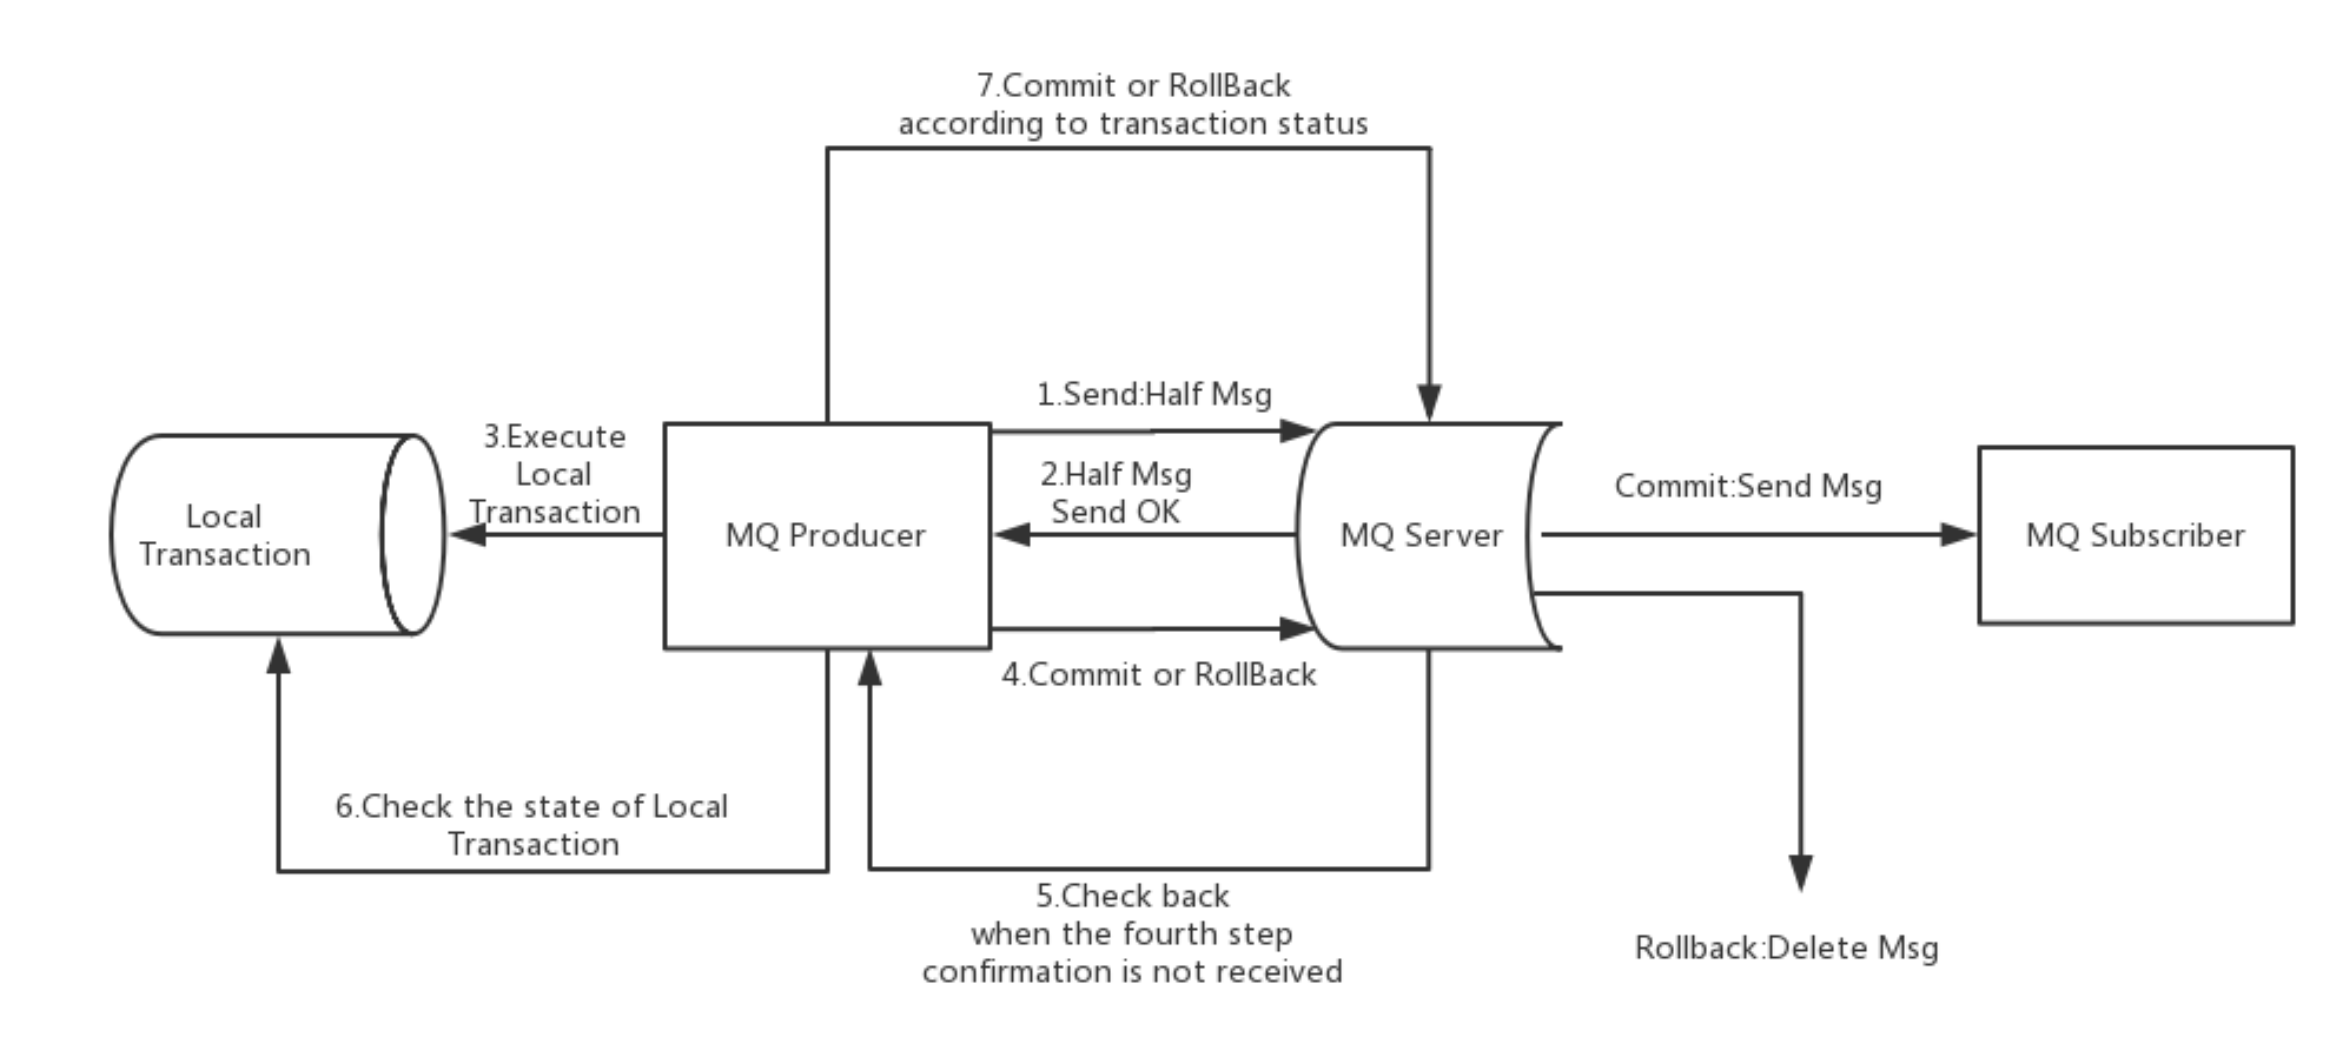 7.Commit or RollBack
according to transaction status
1.Send:Half Msg
3.Execute
Local
Transaction
2.Half Msg
Send OK
Commit:Send Msg
Local
Transaction
MQ Producer
MQ Server
MQ Subscriber
4.Commit or RollBack
6.Check the state of Local
Transaction
5.Check back
when the fourth step
confirmation is not received
Rollback:Delete Msg